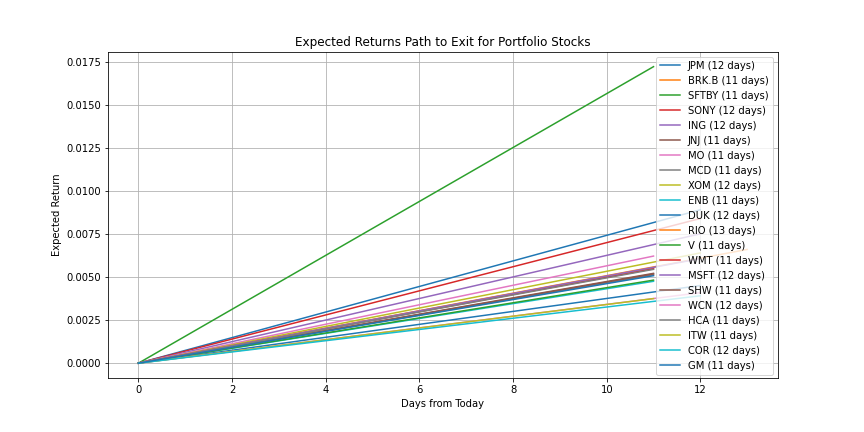 Expected Returns Path to Exit for Portfolio Stocks
Expected Return
0.0175
0.0150
0.0125
0.0100
0.0075
0.0050
0.0025
0.0000
0
2
4
6
8
10
12
Days from Today
JPM (12 days)
BRK.B (11 days)
SFTBY (11 days)
SONY (12 days)
ING (12 days)
JNJ (11 days)
MO (11 days)
MCD (11 days)
XOM (12 days)
ENB (11 days)
DUK (12 days)
RIO (13 days)
V (11 days)
WMT (11 days)
MSFT (12 days)
SHW (11 days)
WCN (12 days)
HCA (11 days)
ITW (11 days)
COR (12 days)
GM (11 days)